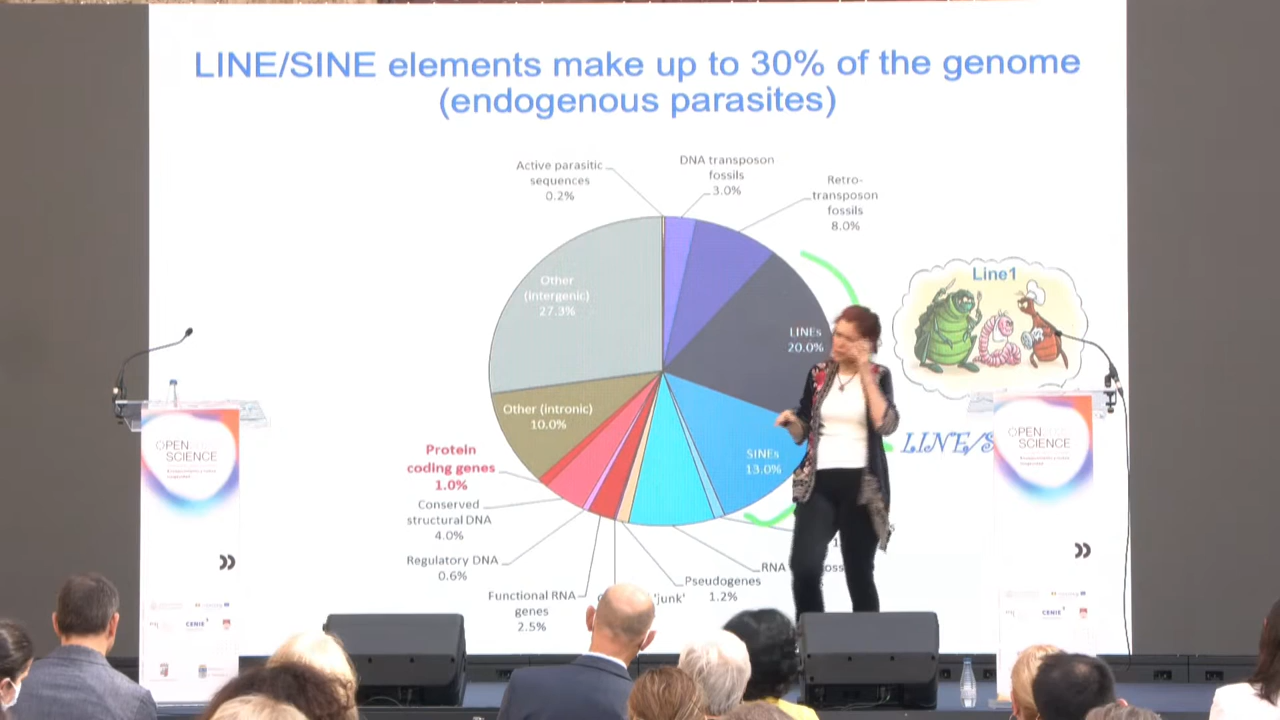 LINE/SINE elements make up to 30% of the genome
(endogenous parasites)
Active parasitic
sequences
0.2%
DNA transposon
fossils
3.0%
Retro-
transposon
fossils
8.0%
Other
(intergenic)
27.3%
LINEs
20.0%
Line1
Other (intronic)
10.0%
SINEs
13.0%
LINE/S
Protein
coding genes
1.0%
Conserved
structural DNA
4.0%
Regulatory DNA
0.6%
Functional RNA
genes
2.5%
'junk'
Pseudogenes
1.2%
RNA
OPEN
SCIENCE
CENIE
OPEN
SCIENCE
CENIE